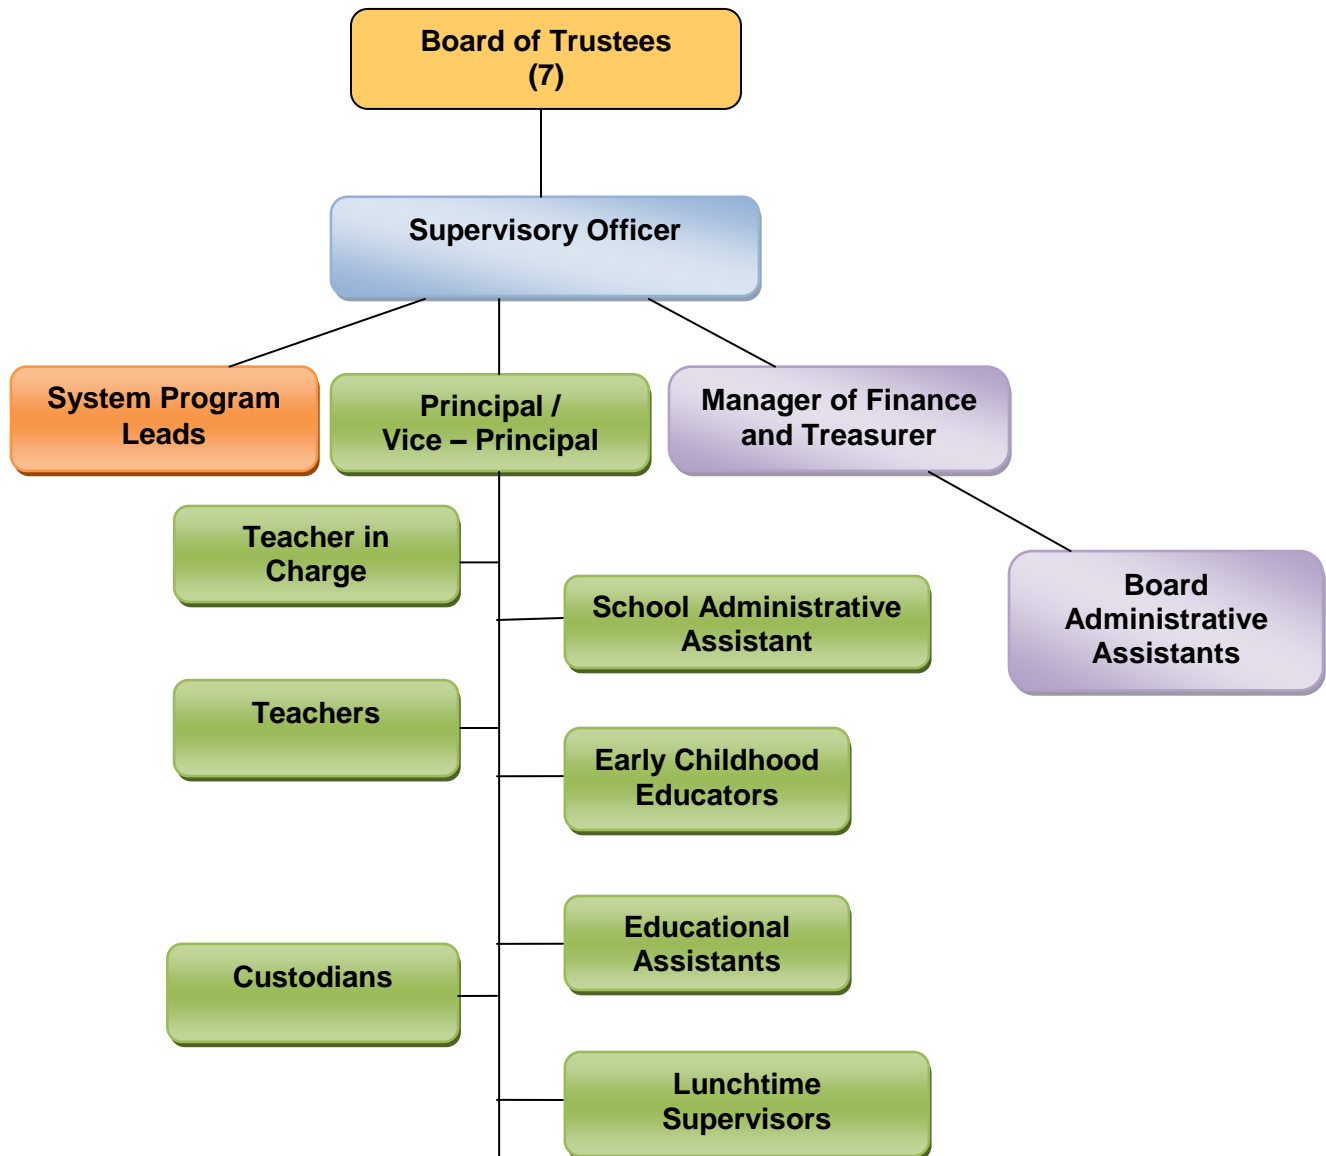 Board of Trustees
(7)
Supervisory Officer
System Program
Leads
Principal /
Vice – Principal
Manager of Finance
and Treasurer
Teacher in
Charge
School Administrative
Assistant
Board
Administrative
Assistants
Teachers
Early Childhood
Educators
Educational
Assistants
Custodians
Lunchtime
Supervisors